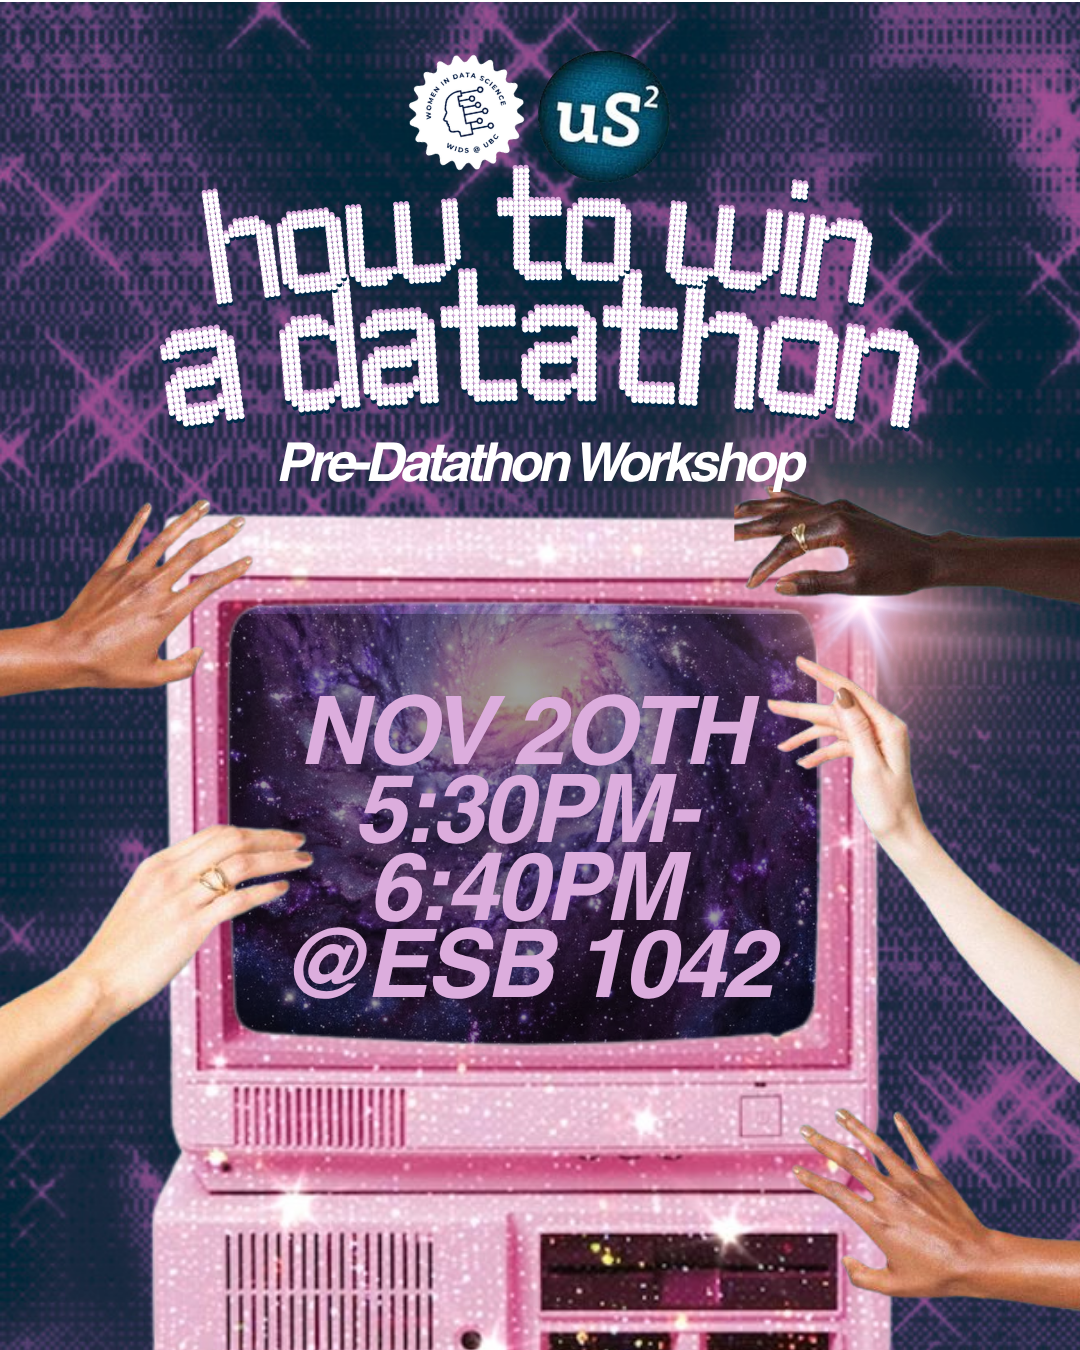 WOMEN IN DATA SCIENCE
WIDS @ UBC
uS²
how to win
a datathon
Pre-Datathon Workshop
NOV 2OTH
5:30PM-
6:40PM
@ESB 1042